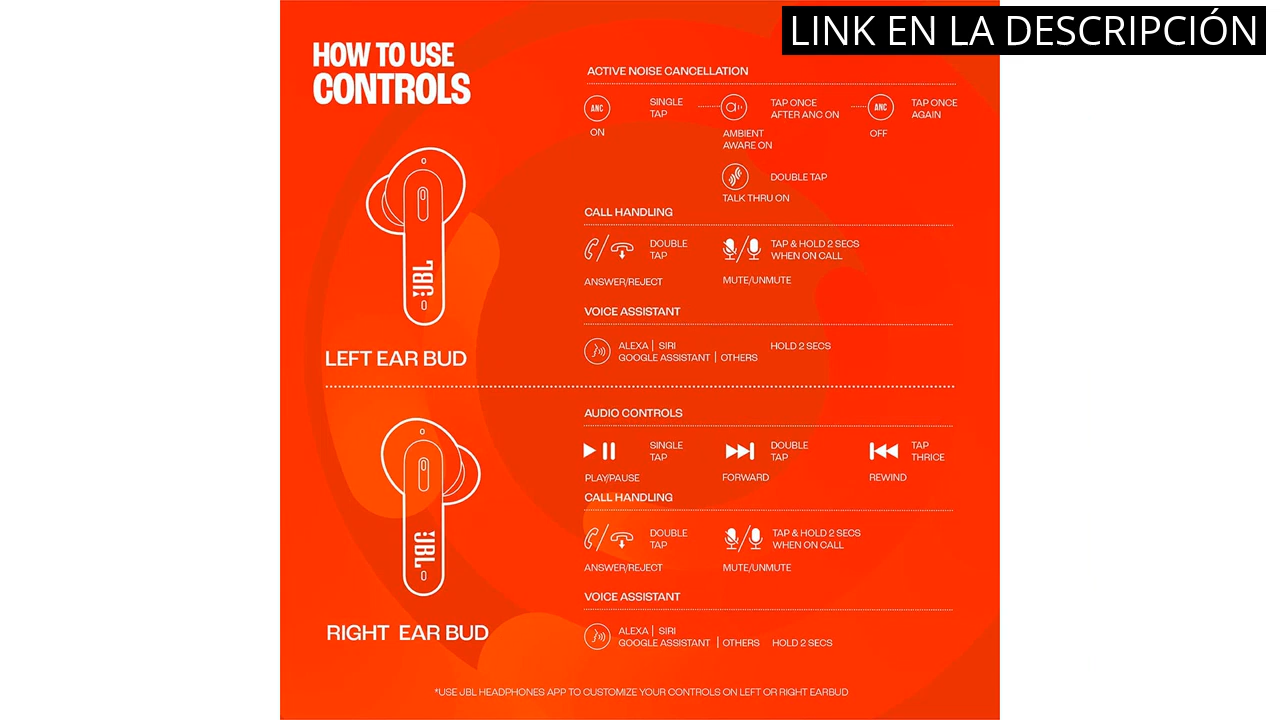 LINK EN LA DESCRIPCIÓN
HOW TO USE
CONTROLS
ACTIVE NOISE CANCELLATION
ANC
SINGLE
TAP
TAP ONCE
AFTER ANC ON
ANC
TAP ONCE
AGAIN
ON
AMBIENT
AWARE ON
OFF
DOUBLE TAP
TALK THRU ON
CALL HANDLING
DOUBLE
TAP
TAP & HOLD 2 SECS
WHEN ON CALL
ANSWER/REJECT
MUTE/UNMUTE
VOICE ASSISTANT
ALEXA | SIRI
GOOGLE ASSISTANT | OTHERS
HOLD 2 SECS
JBL
LEFT EAR BUD
AUDIO CONTROLS
SINGLE
TAP
DOUBLE
TAP
TAP
THRICE
PLAY/PAUSE
FORWARD
REWIND
CALL HANDLING
DOUBLE
TAP
TAP & HOLD 2 SECS
WHEN ON CALL
ANSWER/REJECT
MUTE/UNMUTE
VOICE ASSISTANT
ALEXA | SIRI
GOOGLE ASSISTANT | OTHERS
HOLD 2 SECS
JBL
RIGHT EAR BUD
*USE JBL HEADPHONES APP TO CUSTOMIZE YOUR CONTROLS ON LEFT OR RIGHT EARBUD